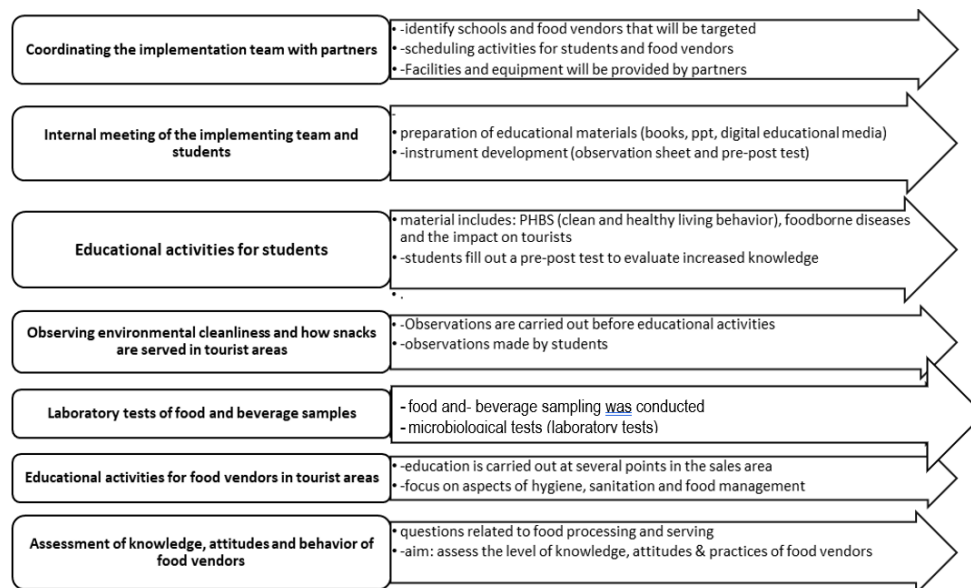 Coordinating the implementation team with partners
• -identify schools and food vendors that will be targeted
• -scheduling activities for students and food vendors
• -Facilities and equipment will be provided by partners
Internal meeting of the implementing team and
students
-
• preparation of educational materials (books, ppt, digital educational media)
• -instrument development (observation sheet and pre-post test)
Educational activities for students
• material includes: PHBS (clean and healthy living behavior), foodborne diseases
and the impact on tourists
• -students fill out a pre-post test to evaluate increased knowledge
• .
Observing environmental cleanliness and how snacks
are served in tourist areas
• -Observations are carried out before educational activities
• -observations made by students
Laboratory tests of food and beverage samples
- food and- beverage sampling was conducted
- microbiological tests (laboratory tests)
Educational activities for food vendors in tourist areas
• -education is carried out at several points in the sales area
• -focus on aspects of hygiene, sanitation and food management
Assessment of knowledge, attitudes and behavior of
food vendors
• questions related to food processing and serving
• -aim: assess the level of knowledge, attitudes & practices of food vendors